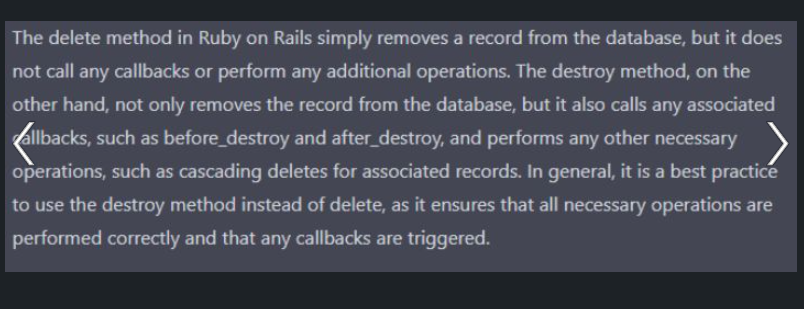 The delete method in Ruby on Rails simply removes a record from the database, but it does
not call any callbacks or perform any additional operations. The destroy method, on the
other hand, not only removes the record from the database, but it also calls any associated
callbacks, such as before_destroy and after_destroy, and performs any other necessary
operations, such as cascading deletes for associated records. In general, it is a best practice
to use the destroy method instead of delete, as it ensures that all necessary operations are
performed correctly and that any callbacks are triggered.